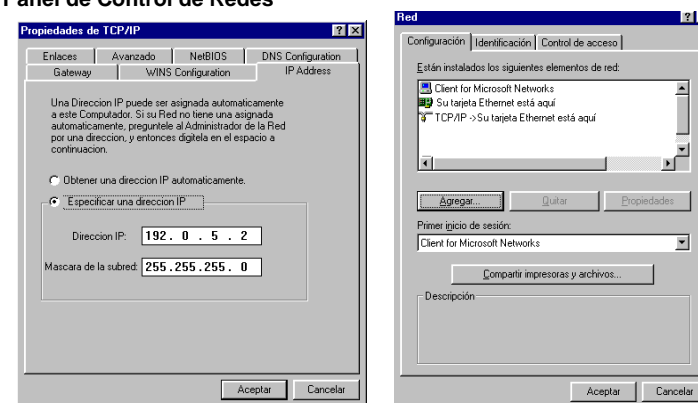 Panel de Control de Redes
Propiedades de TCP/IP
Enlaces Avanzado NetBIOS DNS Configuration
Gateway WINS Configuration IP Address
Una Direccion IP puede ser asignada automaticamente
a este Computador. Si su Red no tiene una asignada
automaticamente, preguntele al Administrador de la Red
por una direccion, y entonces digitela en el espacio a
continuacion.
Obtener una direccion IP automaticamente.
Especificar una direccion IP
Direccion IP: 192. 0 . 5 . 2
Mascara de la subred: 255.255.255. 0
Aceptar Cancelar
Red
Configuración Identificación Control de acceso
Están instalados los siguientes elementos de red:
Client for Microsoft Networks
Su tarjeta Ethernet está aquí
TCP/IP ->Su tarjeta Ethernet está aquí
Agregar... Quitar Propiedades
Primer inicio de sesión:
Client for Microsoft Networks
Compartir impresoras y archivos...
Descripción
Aceptar Cancelar